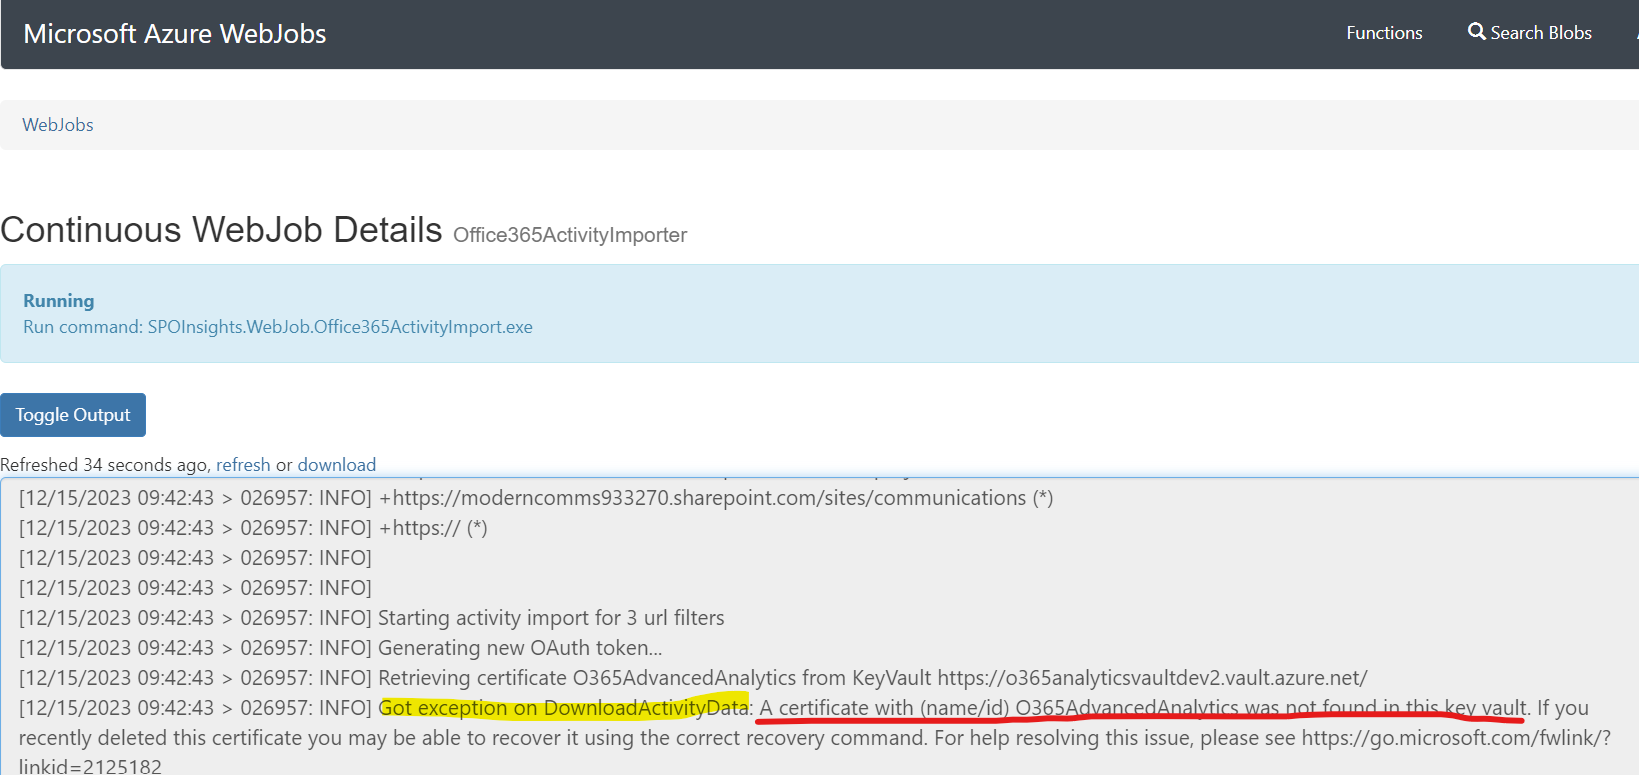 Microsoft Azure WebJobs
Functions
Search Blobs
WebJobs
Continuous WebJob Details Office365ActivityImporter
Running
Run command: SPOInsights.WebJob.Office365ActivityImport.exe
Toggle Output
Refreshed 34 seconds ago, refresh or download
[12/15/2023 09:42:43 > 026957: INFO] +https://moderncomms933270.sharepoint.com/sites/communications (*)
[12/15/2023 09:42:43 > 026957: INFO] +https:// (*)
[12/15/2023 09:42:43 > 026957: INFO]
[12/15/2023 09:42:43 > 026957: INFO]
[12/15/2023 09:42:43 > 026957: INFO] Starting activity import for 3 url filters
[12/15/2023 09:42:43 > 026957: INFO] Generating new OAuth token...
[12/15/2023 09:42:43 > 026957: INFO] Retrieving certificate O365AdvancedAnalytics from KeyVault https://o365analyticsvaultdev2.vault.azure.net/
[12/15/2023 09:42:43 > 026957: INFO] Got exception on DownloadActivityData: A certificate with (name/id) O365AdvancedAnalytics was not found in this key vault. If you
recently deleted this certificate you may be able to recover it using the correct recovery command. For help resolving this issue, please see https://go.microsoft.com/fwlink/?
linkid=2125182